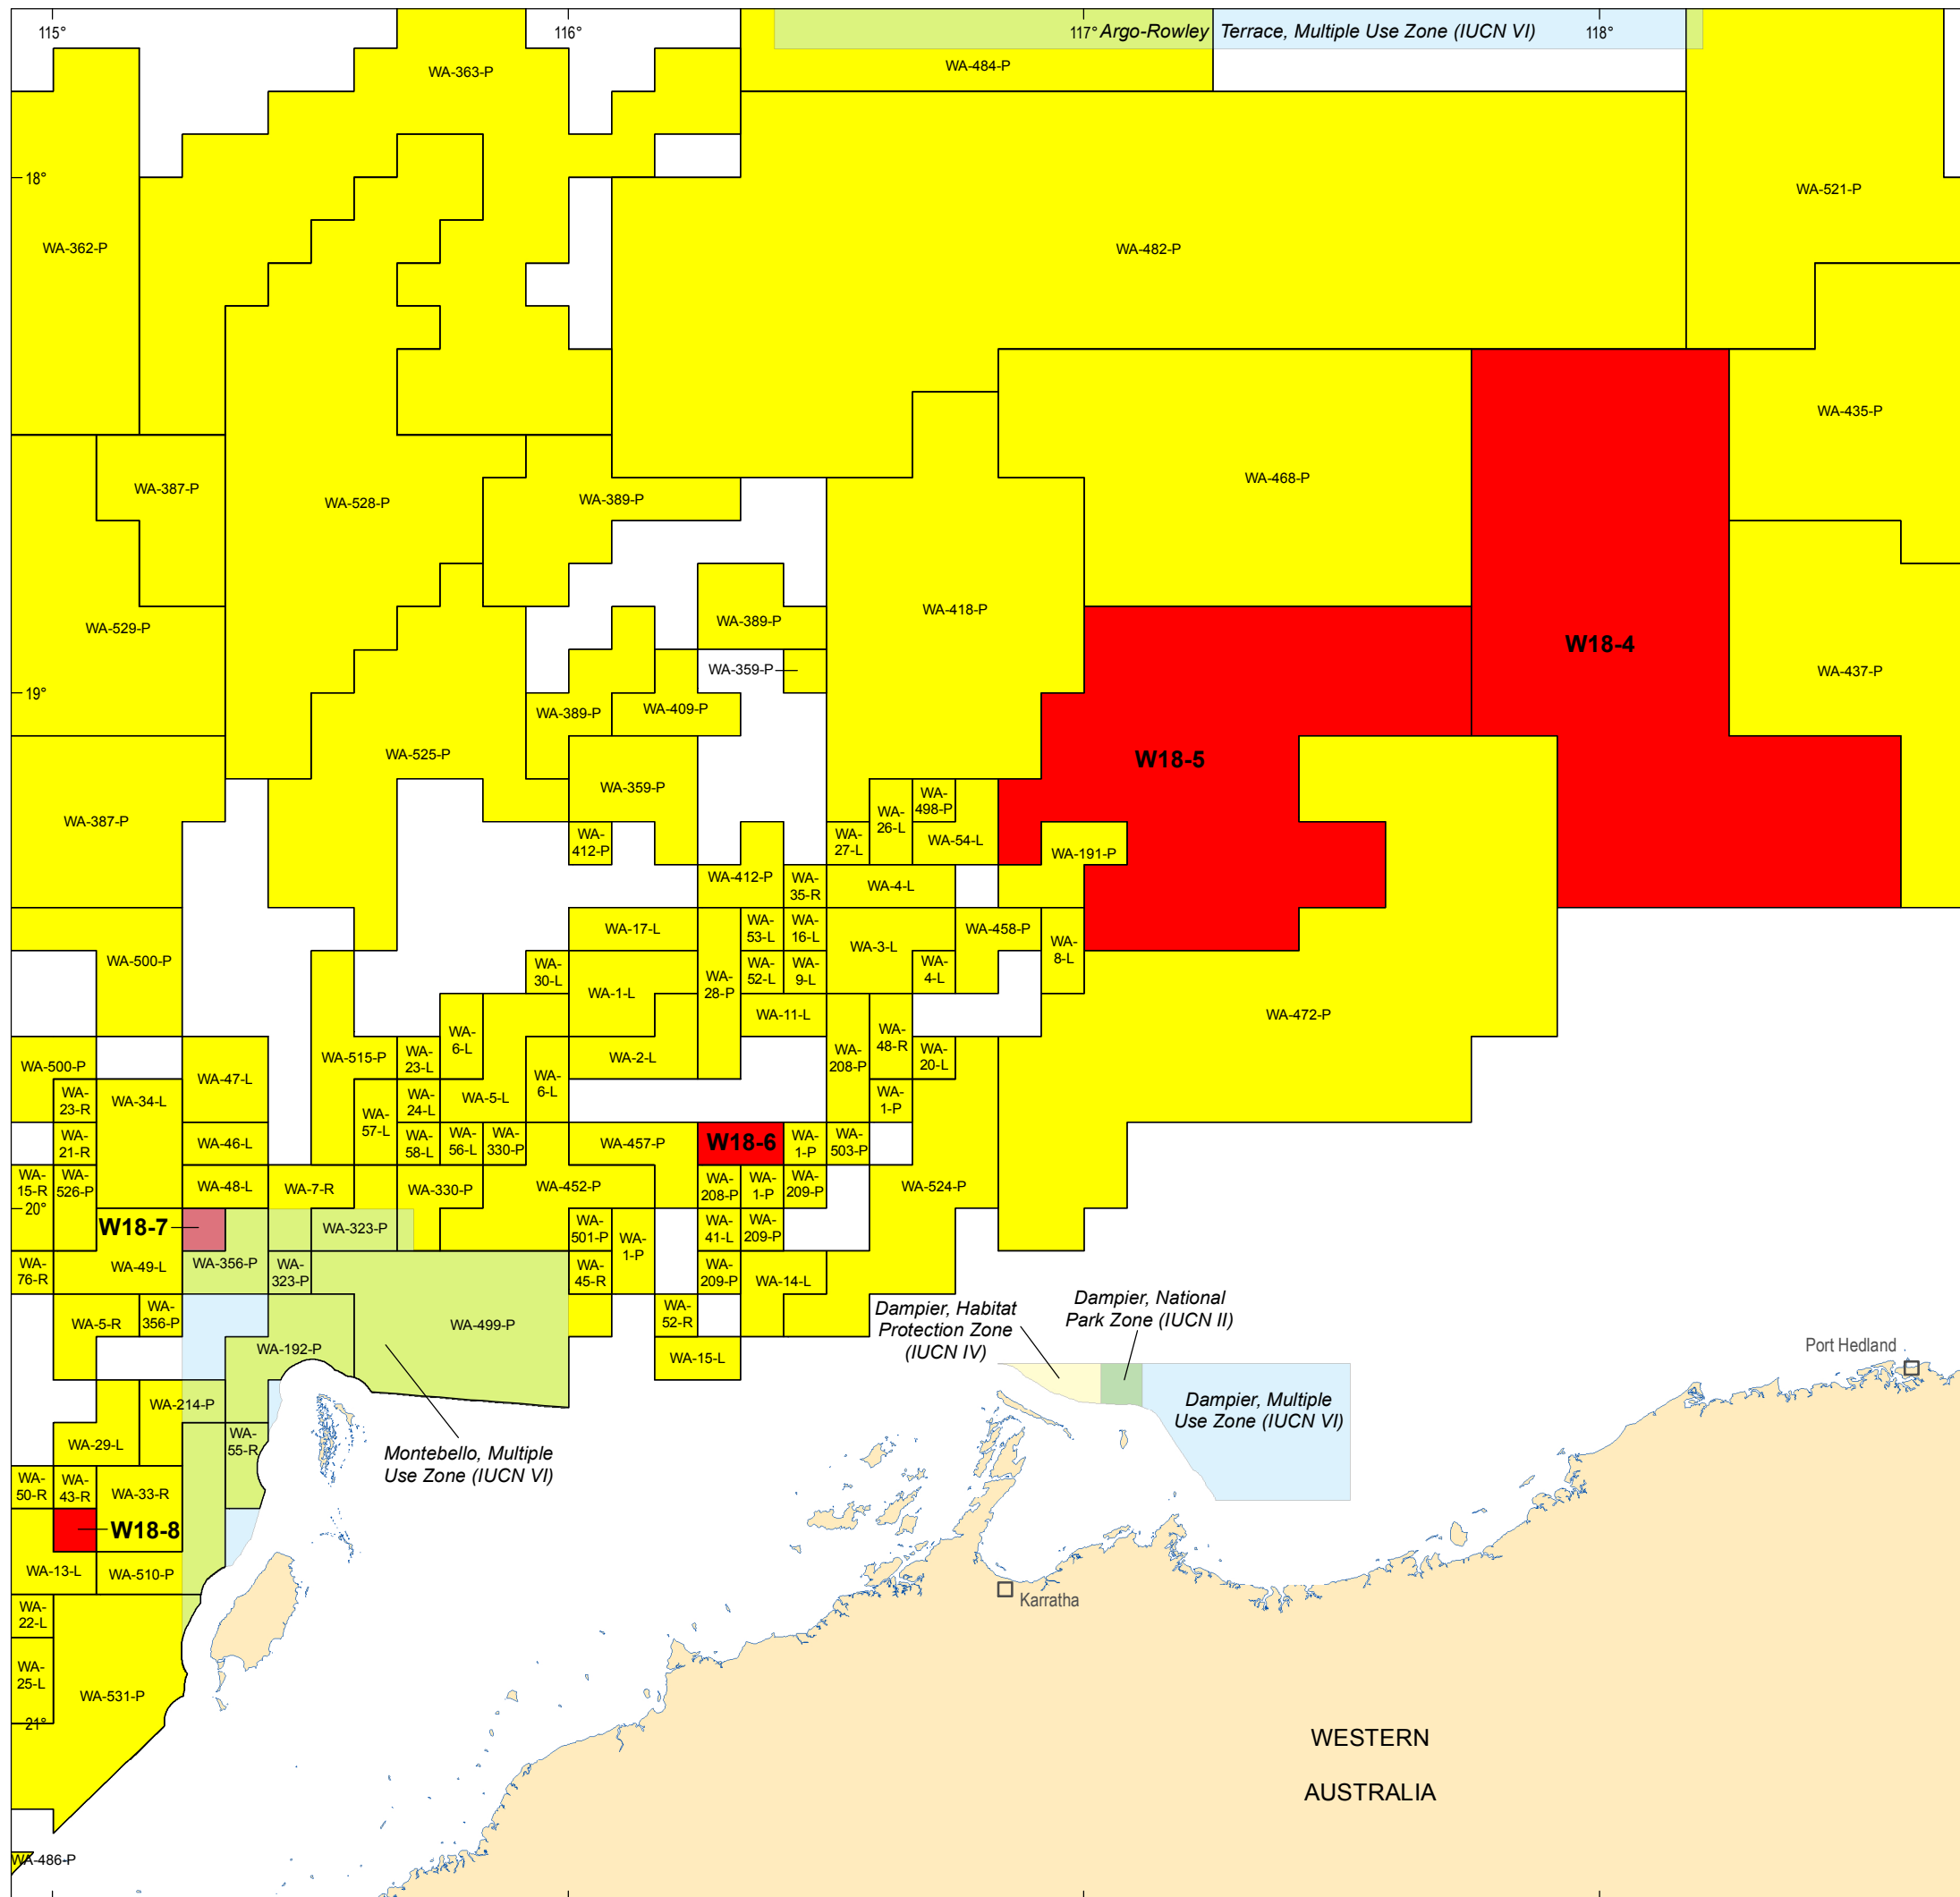 115°
116°
117°
Argo-Rowley Terrace, Multiple Use Zone (IUCN VI)
118°
WA-363-P
WA-484-P
18°
WA-521-P
WA-362-P
WA-482-P
WA-435-P
WA-387-P
WA-528-P
WA-389-P
WA-468-P
WA-418-P
WA-529-P
WA-389-P
WA-359-P
W18-4
WA-437-P
19°
WA-389-P
WA-409-P
WA-525-P
W18-5
WA-359-P
WA-387-P
WA-
412-P
WA-
498-P
WA-
26-L
WA-
27-L
WA-54-L
WA-191-P
WA-412-P
WA-
35-R
WA-4-L
WA-17-L
WA-
53-L
WA-
16-L
WA-3-L
WA-458-P
WA-
8-L
WA-500-P
WA-
30-L
WA-1-L
WA-
28-P
WA-
52-L
WA-
9-L
WA-
4-L
WA-11-L
WA-472-P
WA-500-P
WA-47-L
WA-515-P
WA-
23-L
WA-
6-L
WA-2-L
WA-
208-P
WA-
48-R
WA-
20-L
WA-
23-R
WA-34-L
WA-
57-L
WA-
24-L
WA-5-L
WA-
6-L
WA-
1-P
WA-
21-R
WA-46-L
WA-
58-L
WA-
56-L
WA-
330-P
WA-457-P
W18-6
WA-
1-P
WA-
503-P
WA-
15-R
WA-
526-P
WA-48-L
WA-7-R
WA-330-P
WA-452-P
WA-
208-P
WA-
1-P
WA-
209-P
WA-524-P
20°
W18-7
WA-323-P
WA-
501-P
WA-
1-P
WA-
41-L
WA-
209-P
WA-
76-R
WA-49-L
WA-356-P
WA-
323-P
WA-
45-R
WA-
209-P
WA-14-L
WA-5-R
WA-
356-P
WA-192-P
WA-499-P
WA-
52-R
WA-15-L
Dampier, Habitat
Protection Zone
(IUCN IV)
Dampier, National
Park Zone (IUCN II)
Port Hedland
WA-214-P
Dampier, Multiple
Use Zone (IUCN VI)
WA-29-L
WA-
55-R
Montebello, Multiple
Use Zone (IUCN VI)
WA-
50-R
WA-
43-R
WA-33-R
W18-8
WA-13-L
WA-510-P
Karratha
WA-
22-L
WA-
25-L
WA-531-P
21°
WESTERN
AUSTRALIA
WA-486-P